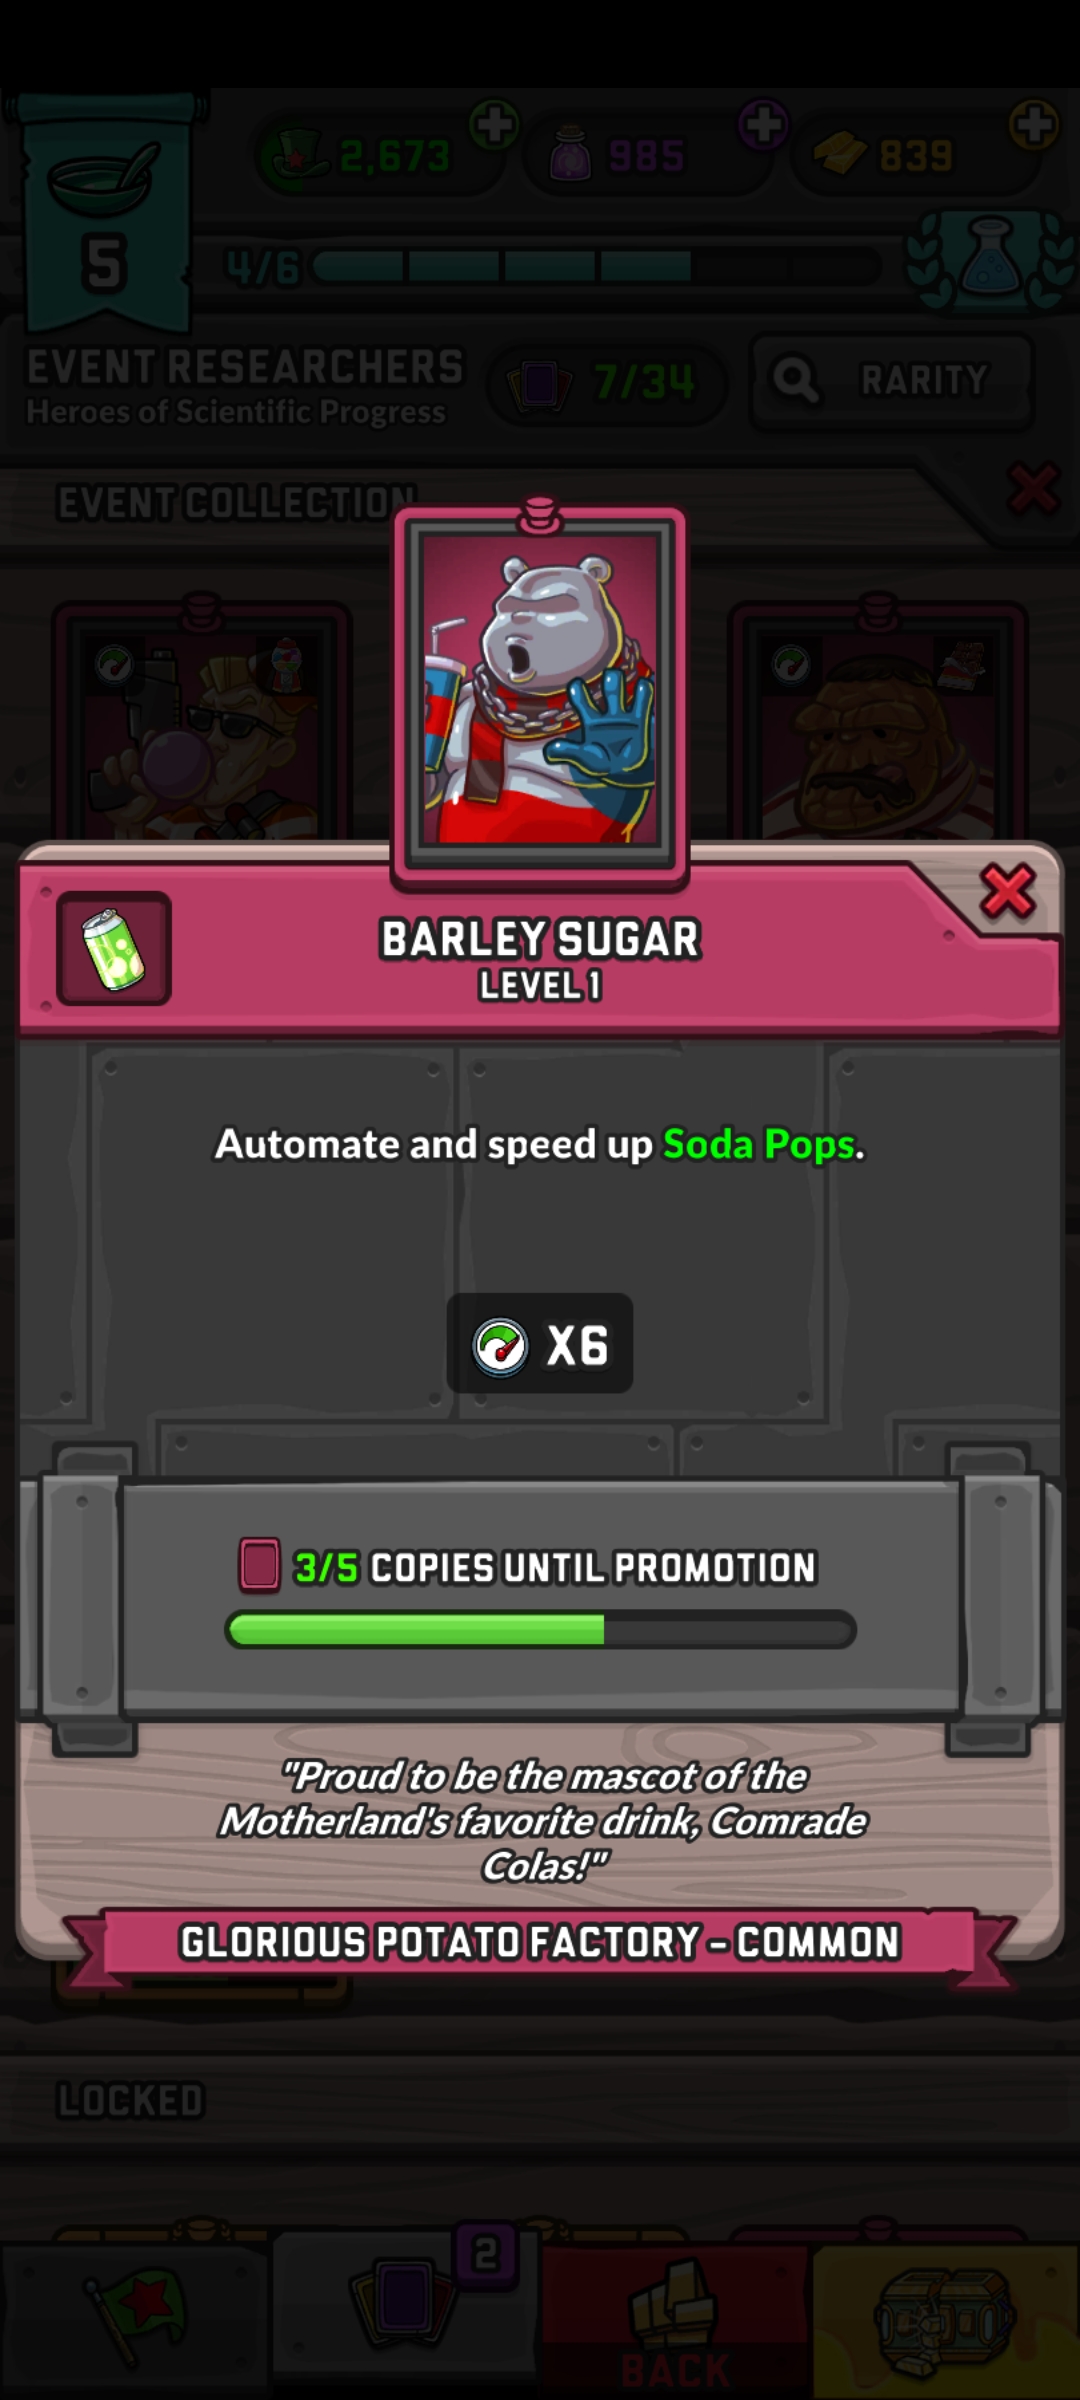 2,673
985
839
5
4/6
EVENT RESEARCHERS
Heroes of Scientific Progress
7/34
RARITY
EVENT COLLECTION
BARLEY SUGAR
LEVEL 1
Automate and speed up Soda Pops.
X6
3/5 COPIES UNTIL PROMOTION
"Proud to be the mascot of the
Motherland's favorite drink, Comrade
Colas!"
GLORIOUS POTATO FACTORY - COMMON
LOCKED
2
BACK